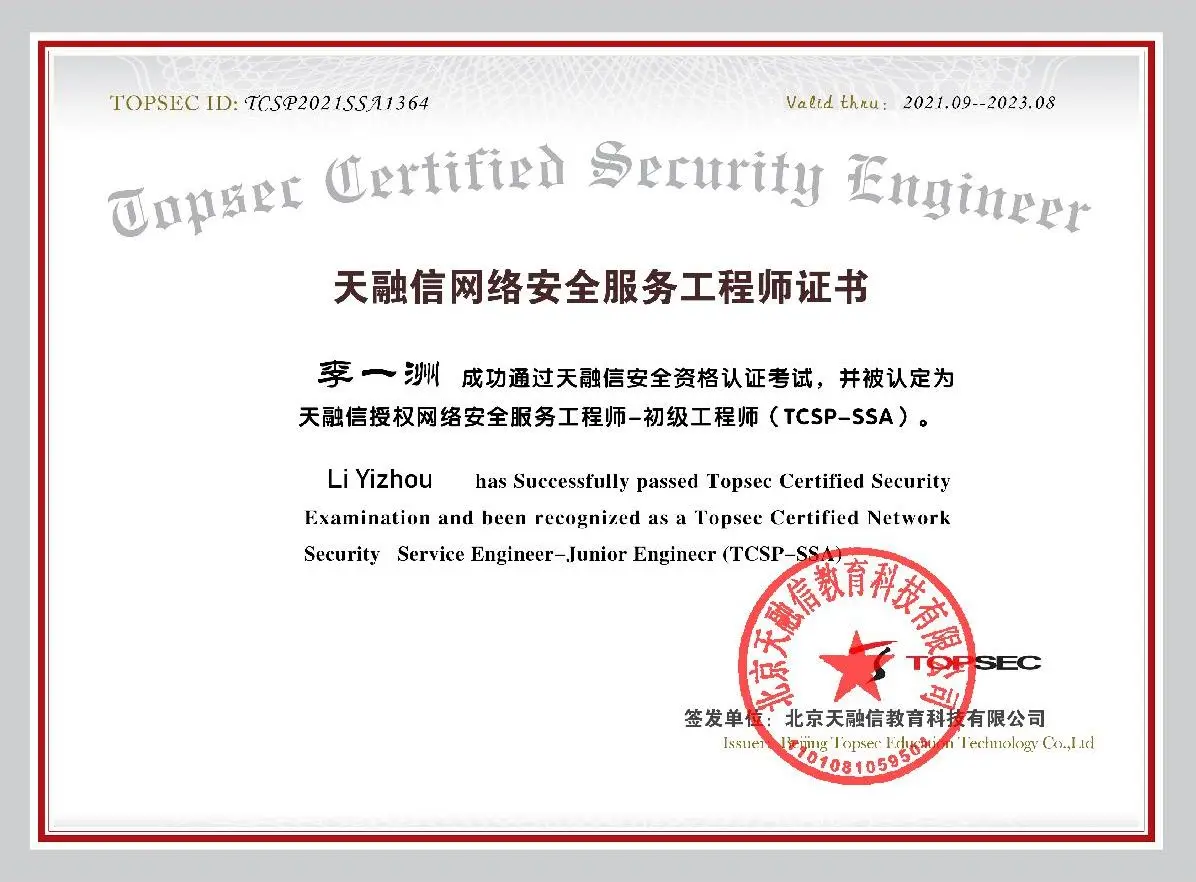 TOPSEC ID: TCSP2021SSA1364
Valid thru: 2021.09--2023.08
Topsec Certified Security Engineer
天融信网络安全服务工程师证书
李一洲 成功通过天融信安全资格认证考试，并被认定为
天融信授权网络安全服务工程师-初级工程师（TCSP-SSA）。
Li Yizhou has Successfully passed Topsec Certified Security
Examination and been recognized as a Topsec Certified Network
Security Service Engineer-Junior Engineer (TCSP-SSA)
北京天融信教育科技有限公司
TOPSEC
签发单位：北京天融信教育科技有限公司
Issuer: Beijing Topsec Education Technology Co.,Ltd